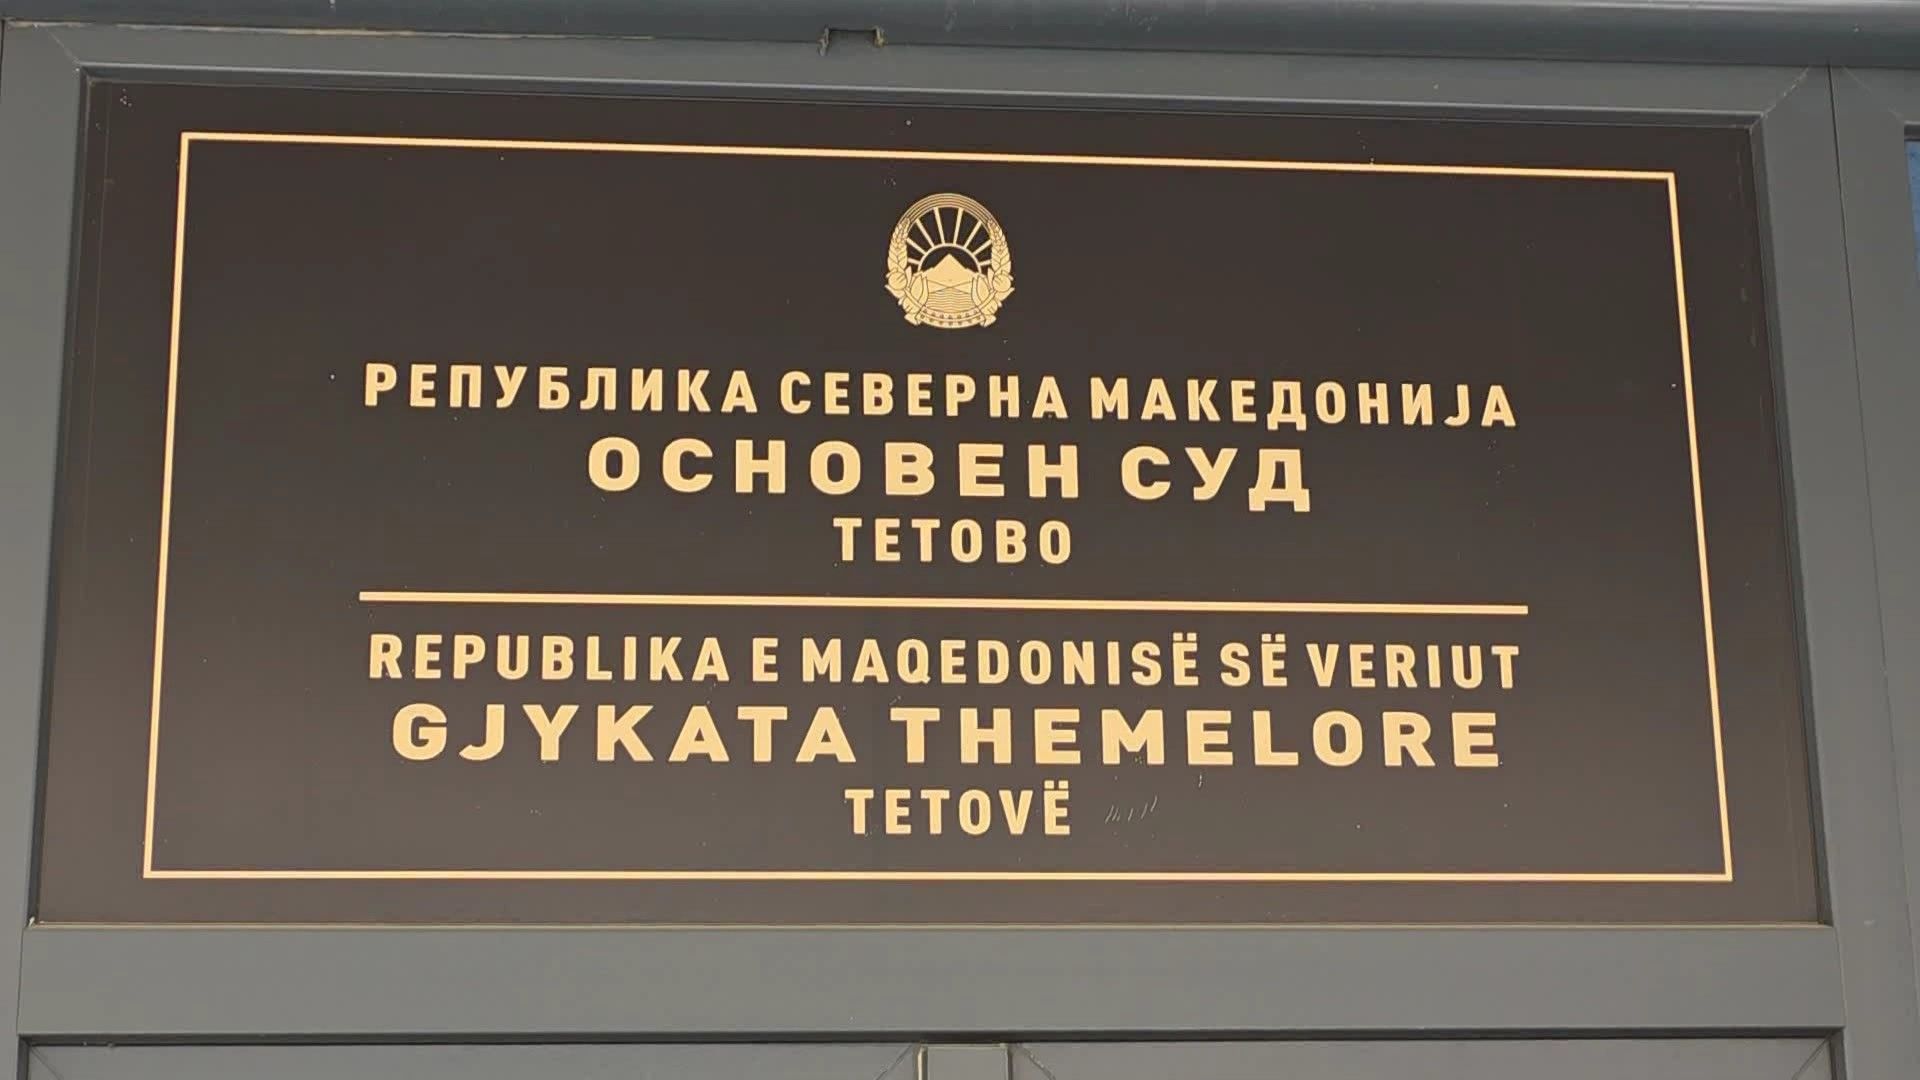 РЕПУБЛИКА СЕВЕРНА МАКЕДОНИЈА
ОСНОВЕН СУД
ТЕТОВО
REPUBLIKA E MAQEDONISË SË VERIUT
GJYKATA THEMELORE
TETOVË